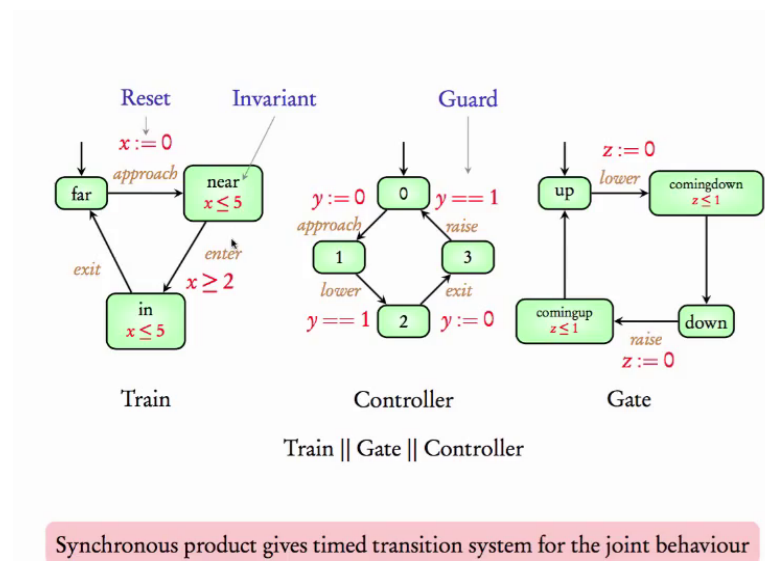 Reset
Invariant
Guard
x := 0
approach
far
near
x ≤ 5
enter
x ≥ 2
exit
in
x ≤ 5
Train
y := 0
0
y == 1
approach
raise
1
3
lower
exit
y == 1
2
y := 0
Controller
z := 0
lower
up
comingdown
z ≤ 1
comingup
z ≤ 1
down
raise
z := 0
Gate
Train || Gate || Controller
Synchronous product gives timed transition system for the joint behaviour